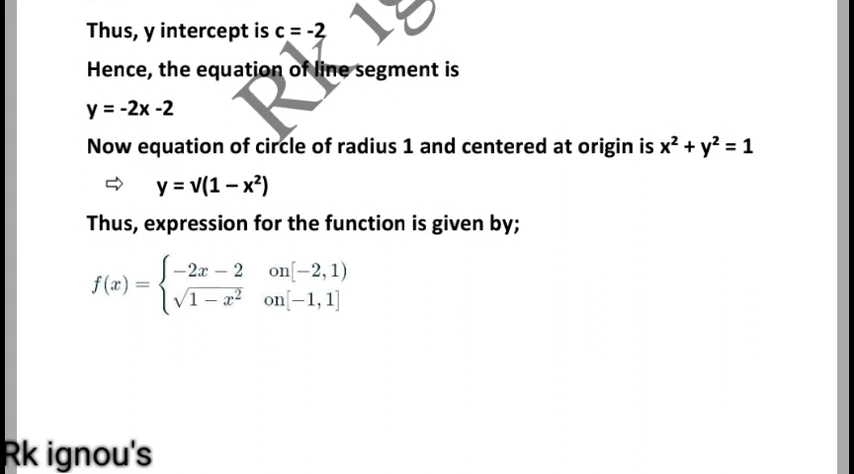 Thus, y intercept is c = -2
Hence, the equation of line segment is
y = -2x -2
Now equation of circle of radius 1 and centered at origin is x² + y² = 1
⇨ y = √(1 – x²)
Thus, expression for the function is given by;
f(x) = { −2x − 2 on[−2, 1)
√1 − x² on[−1, 1]
Rk ignou's